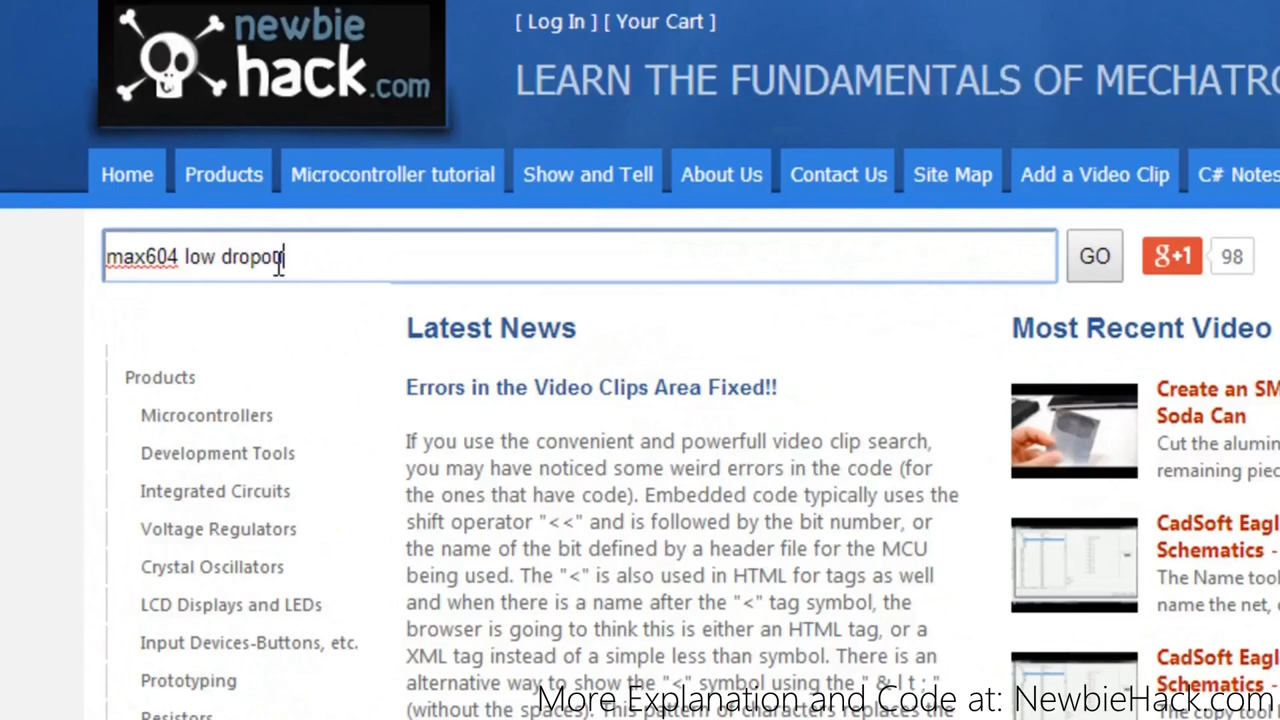 [ Log In ] [ Your Cart ]
newbie
hack.com
LEARN THE FUNDAMENTALS OF MECHATRO
Home Products Microcontroller tutorial Show and Tell About Us Contact Us Site Map Add a Video Clip C# Notes
max604 low dropou
GO
g+1 98
Latest News
Most Recent Video
Products
Microcontrollers
Development Tools
Integrated Circuits
Voltage Regulators
Crystal Oscillators
LCD Displays and LEDs
Input Devices-Buttons, etc.
Prototyping
Resistors
Errors in the Video Clips Area Fixed!!
If you use the convenient and powerfull video clip search,
you may have noticed some weird errors in the code (for
the ones that have code). Embedded code typically uses the
shift operator "<<" and is followed by the bit number, or
the name of the bit defined by a header file for the MCU
being used. The "<" is also used in HTML for tags as well
and when there is a name after the "<" tag symbol, the
browser is going to think this is either an HTML tag, or a
XML tag instead of a simple less than symbol. There is an
alternative way to show the "<" symbol using the " & l t ; "
(without the spaces). This pattern of characters replaces the
Create an SM
Soda Can
Cut the alumin
remaining piec
CadSoft Eagl
Schematics -
The Name tool
name the net, 
CadSoft Eagl
Schematics -
More Explanation and Code at: NewbieHack.com